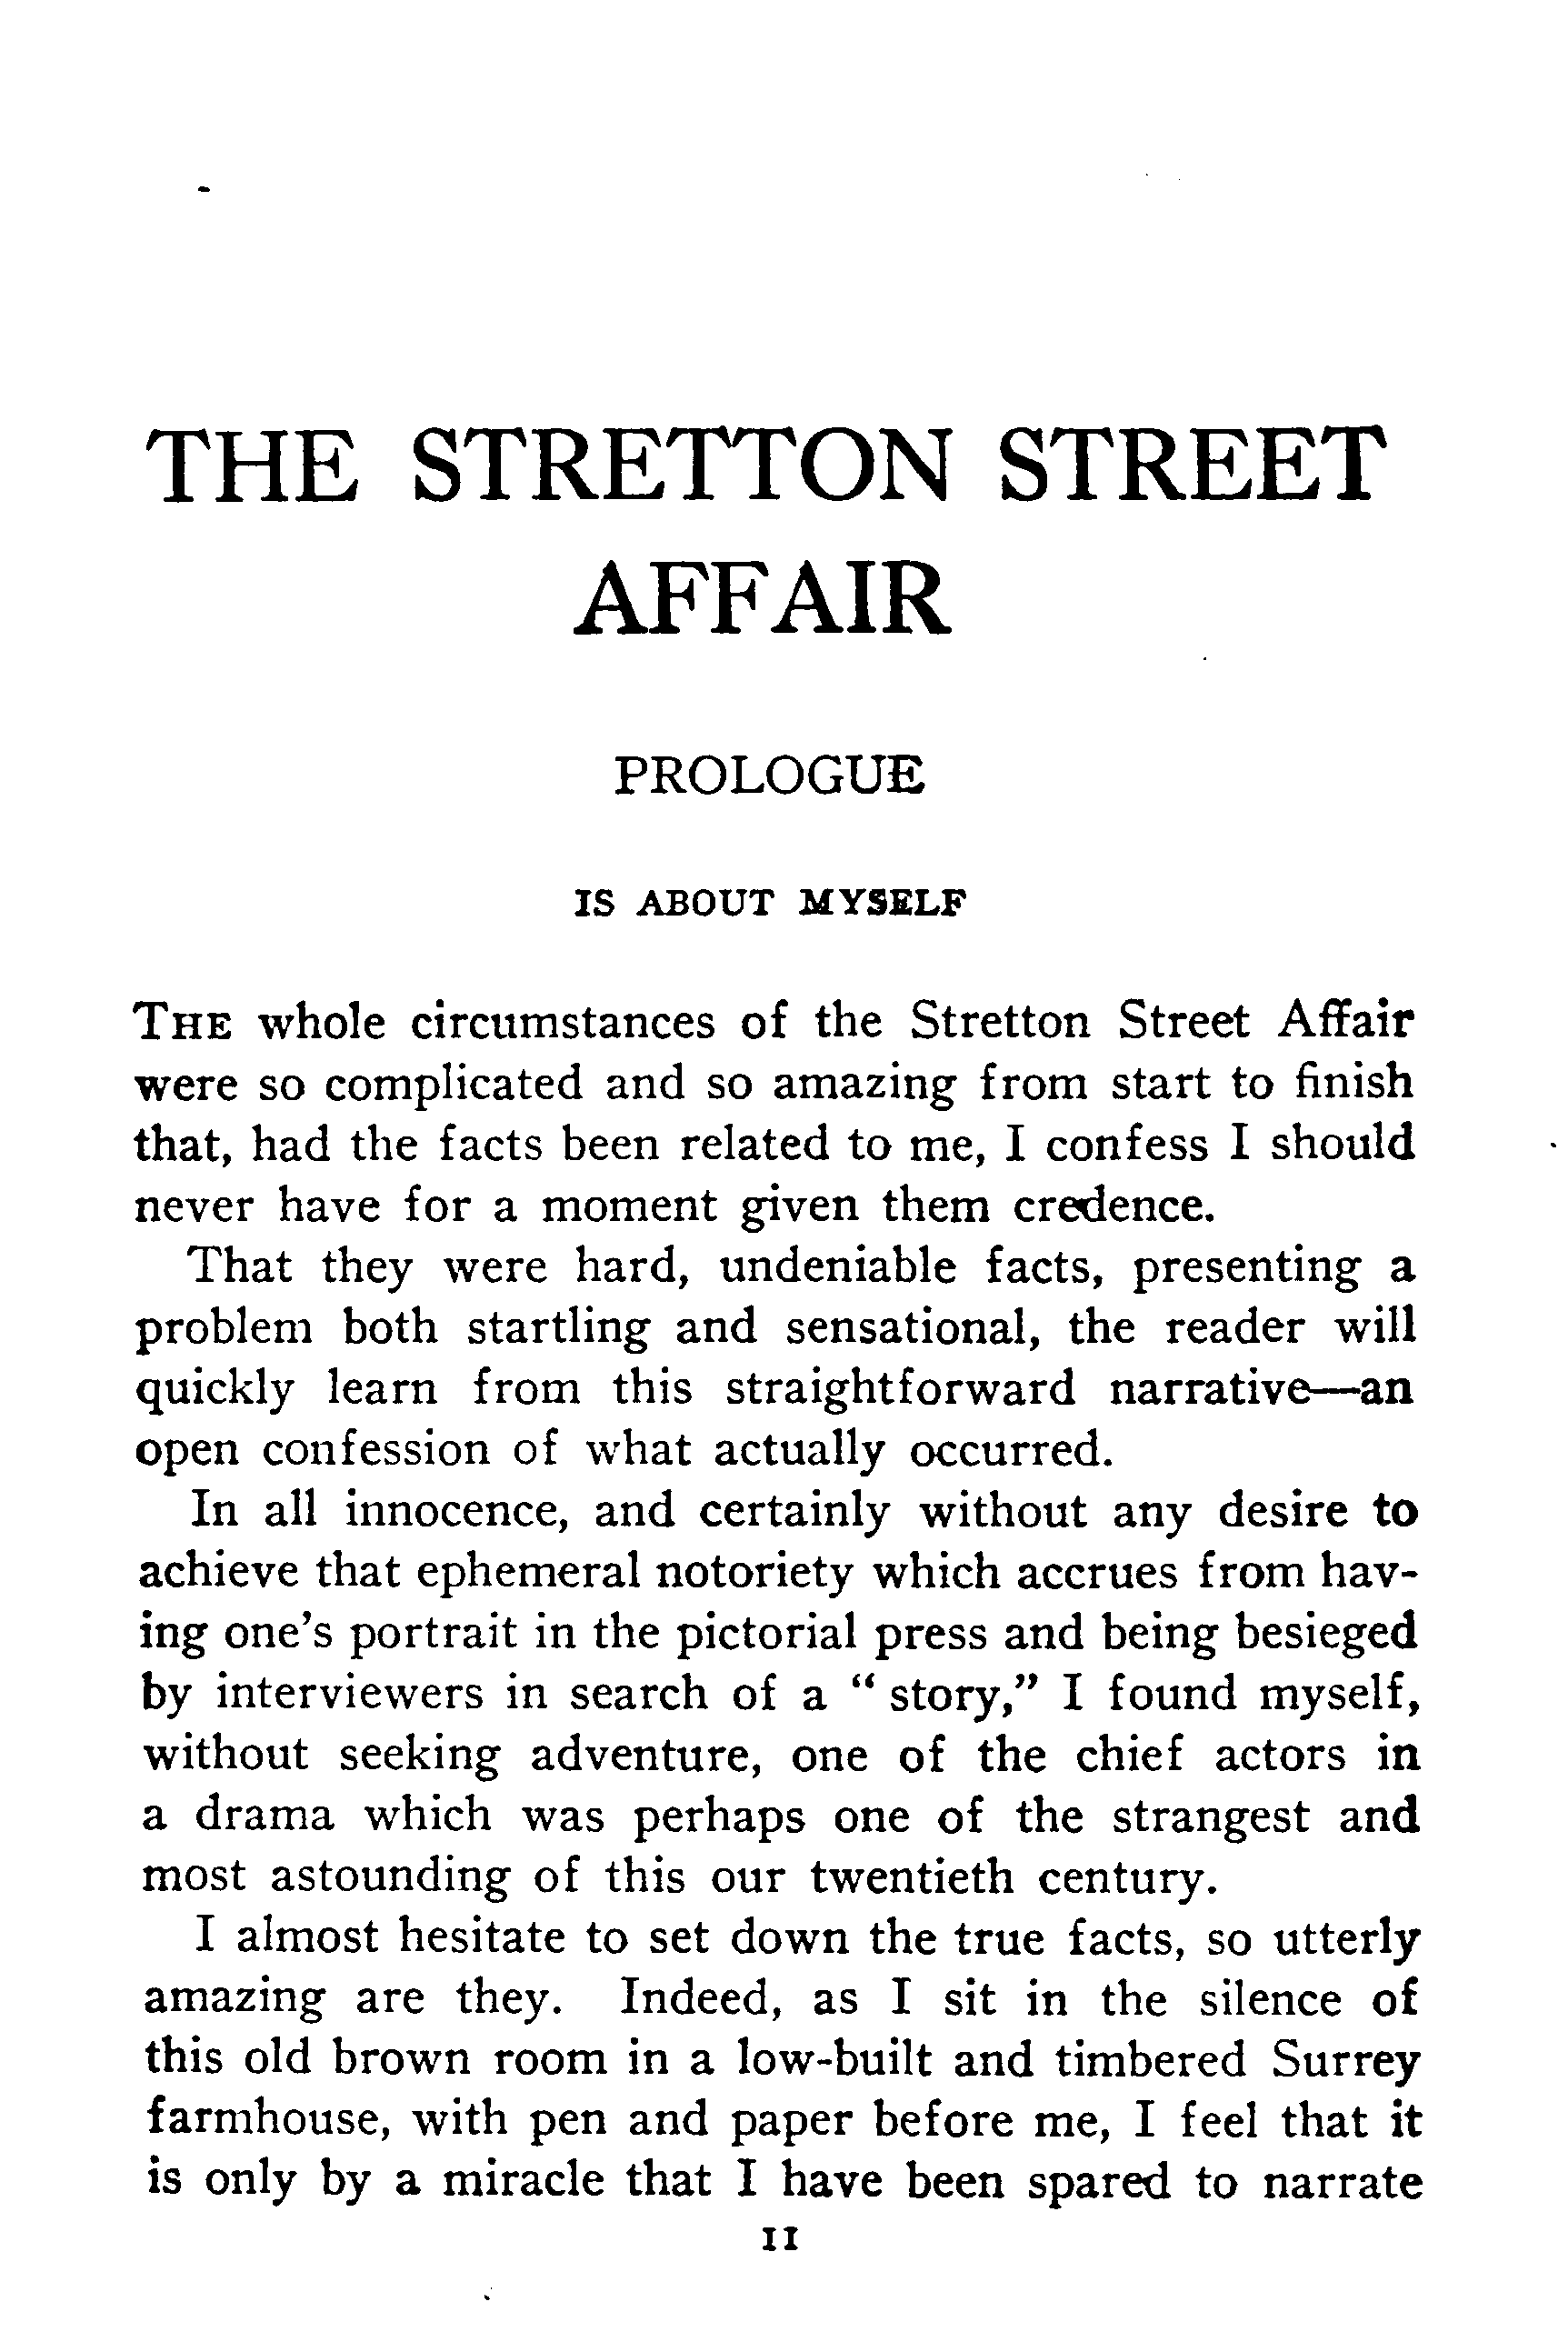 THE STRETTON STREET
AFFAIR
PROLOGUE
IS ABOUT MYSELF
THE whole circumstances of the Stretton Street Affair
were so complicated and so amazing from start to finish
that, had the facts been related to me, I confess I should
never have for a moment given them credence.
That they were hard, undeniable facts, presenting a
problem both startling and sensational, the reader will
quickly learn from this straightforward narrative—an
open confession of what actually occurred.
In all innocence, and certainly without any desire to
achieve that ephemeral notoriety which accrues from hav-
ing one's portrait in the pictorial press and being besieged
by interviewers in search of a “ story,” I found myself,
without seeking adventure, one of the chief actors in
a drama which was perhaps one of the strangest and
most astounding of this our twentieth century.
I almost hesitate to set down the true facts, so utterly
amazing are they. Indeed, as I sit in the silence of
this old brown room in a low-built and timbered Surrey
farmhouse, with pen and paper before me, I feel that it
is only by a miracle that I have been spared to narrate
11